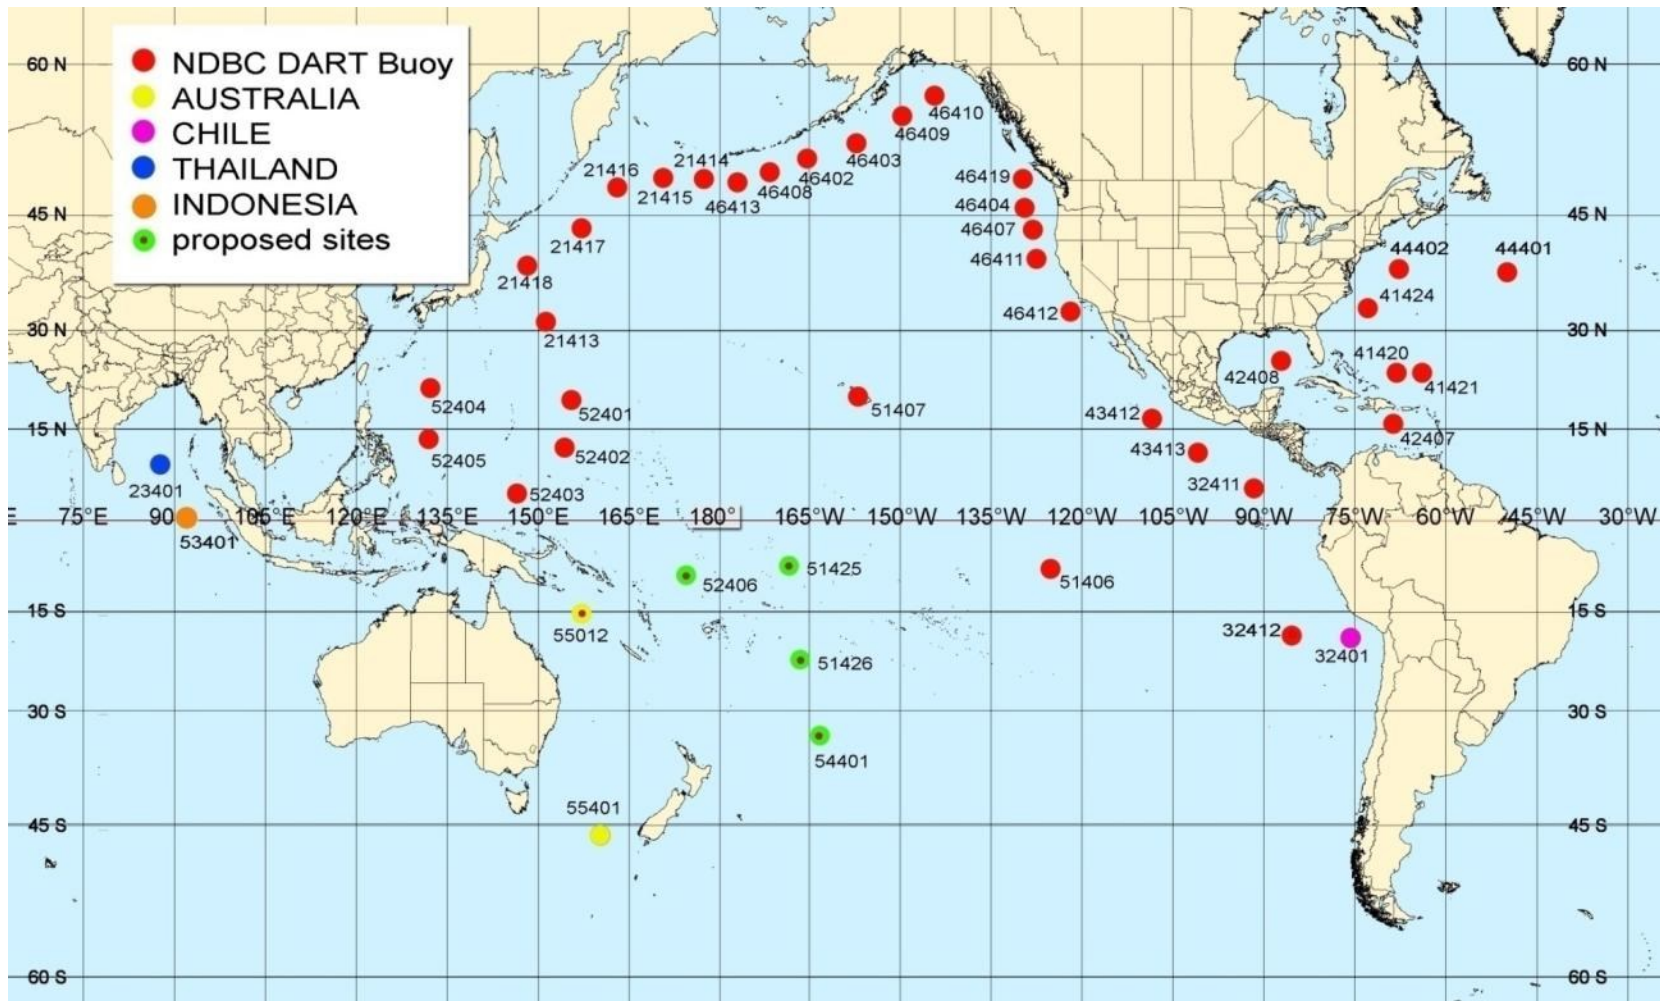 NDBC DART Buoy
AUSTRALIA
CHILE
THAILAND
INDONESIA
proposed sites
60 N
60 N
46410
46409
46403
21416
21414
46402
46408
21415
46413
46419
46404
45 N
45 N
21417
46407
44402
44401
46411
21418
41424
46412
30 N
30 N
21413
41420
42408
41421
52404
52401
51407
43412
15 N
15 N
42407
52405
52402
43413
23401
52403
32411
E
75 E
90
105 E
120 E
135 E
150 E
165 E
180
165 W
150 W
135 W
120 W
105 W
90 W
75 W
60 W
45 W
30 W
53401
52406
51425
51406
15 S
15 S
55012
32412
32401
51426
30 S
30 S
54401
55401
45 S
45 S
60 S
60 S